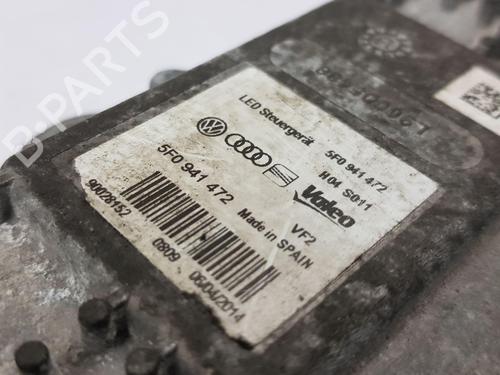 B-PARTS
LED Steuergerät
5F0 941 472
H04 S011
Valeo
5F0 941 472
VF2
Made in SPAIN
90028152
0809
06/04/2014